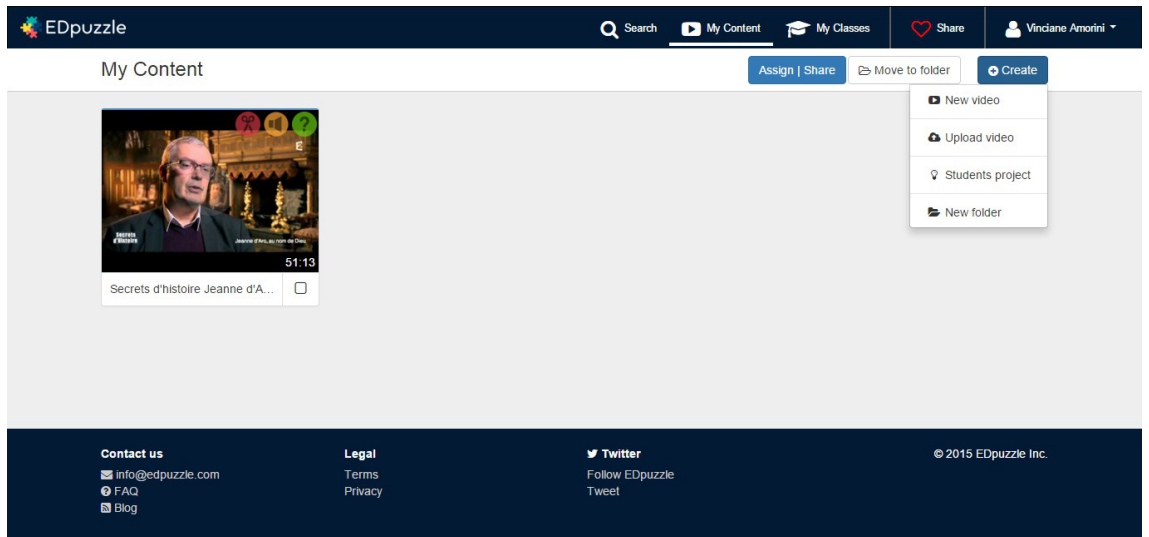 EDpuzzle
Search
My Content
My Classes
Share
Vinciane Amorini
My Content
Assign | Share
Move to folder
Create
New video
Upload video
Students project
New folder
E
Secrets
d'histoire
Jeanne d'Arc, au nom de Dieu
51:13
Secrets d'histoire Jeanne d'A...
Contact us
info@edpuzzle.com
FAQ
Blog
Legal
Terms
Privacy
Twitter
Follow EDpuzzle
Tweet
© 2015 EDpuzzle Inc.